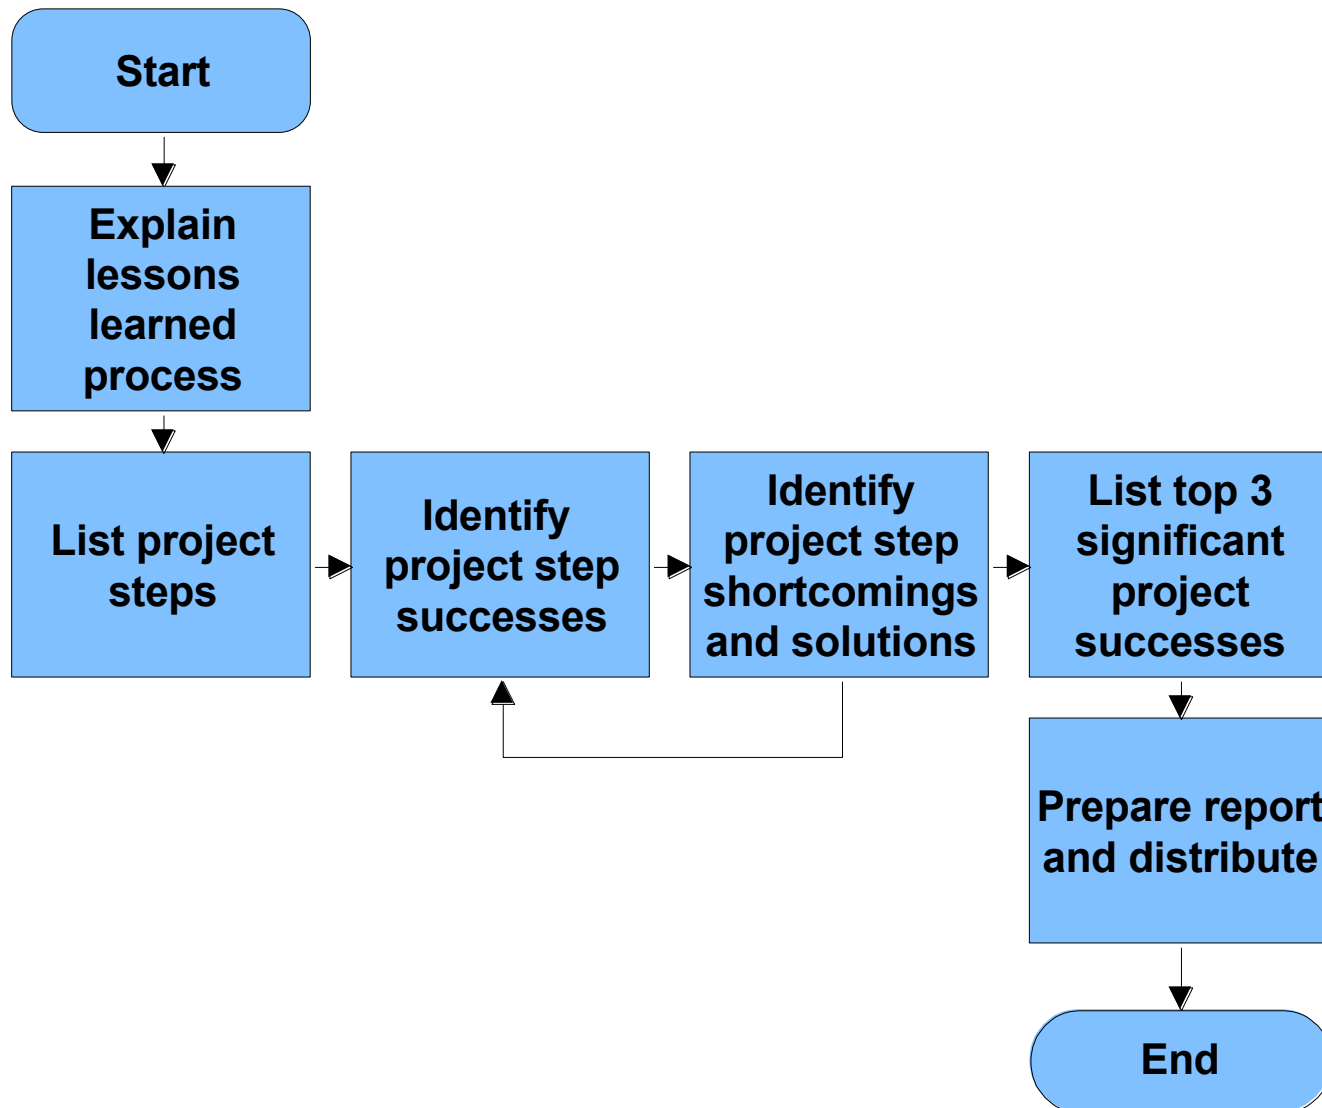 Start
Explain
lessons
learned
process
List project
steps
Identify
project step
successes
Identify
project step
shortcomings
and solutions
List top 3
significant
project
successes
Prepare report
and distribute
End